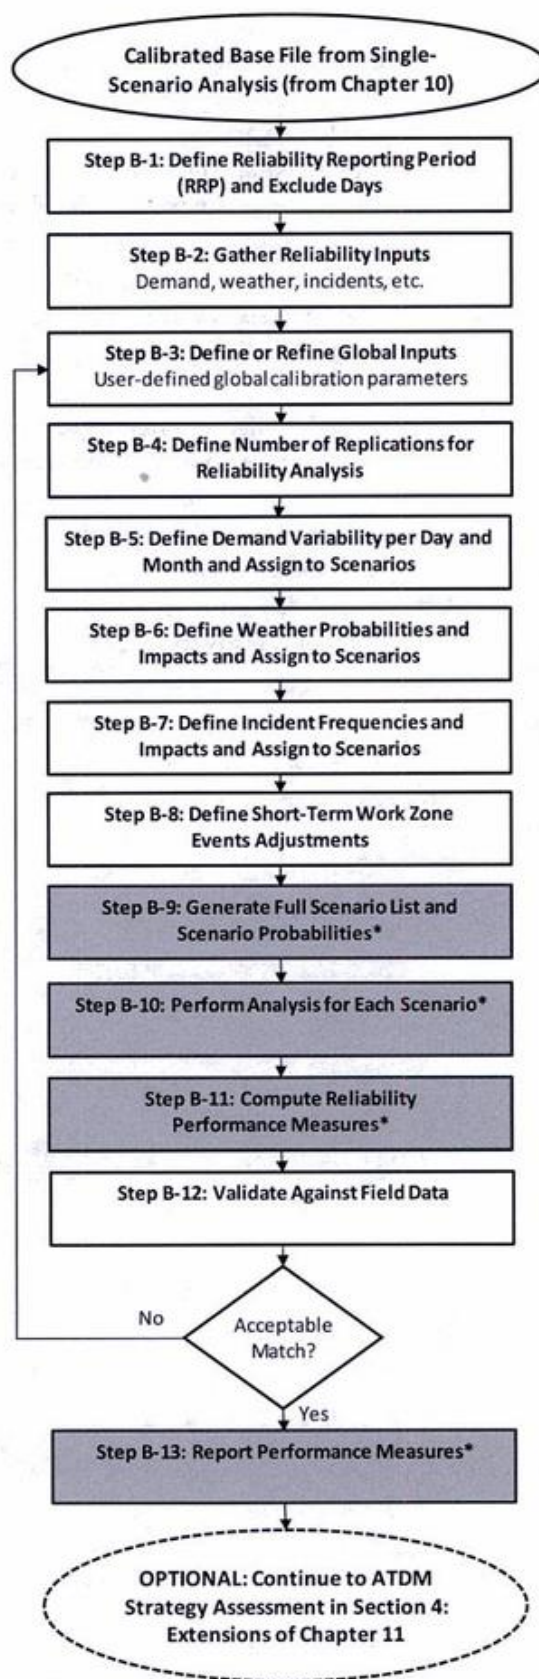 Calibrated Base File from Single-
Scenario Analysis (from Chapter 10)
Step B-1: Define Reliability Reporting Period
(RRP) and Exclude Days
Step B-2: Gather Reliability Inputs
Demand, weather, incidents, etc.
Step B-3: Define or Refine Global Inputs
User-defined global calibration parameters
Step B-4: Define Number of Replications for
Reliability Analysis
Step B-5: Define Demand Variability per Day and
Month and Assign to Scenarios
Step B-6: Define Weather Probabilities and
Impacts and Assign to Scenarios
Step B-7: Define Incident Frequencies and
Impacts and Assign to Scenarios
Step B-8: Define Short-Term Work Zone
Events Adjustments
Step B-9: Generate Full Scenario List and
Scenario Probabilities*
Step B-10: Perform Analysis for Each Scenario*
Step B-11: Compute Reliability
Performance Measures*
Step B-12: Validate Against Field Data
No
Acceptable
Match?
Yes
Step B-13: Report Performance Measures*
OPTIONAL: Continue to ATDM
Strategy Assessment in Section 4:
Extensions of Chapter 11